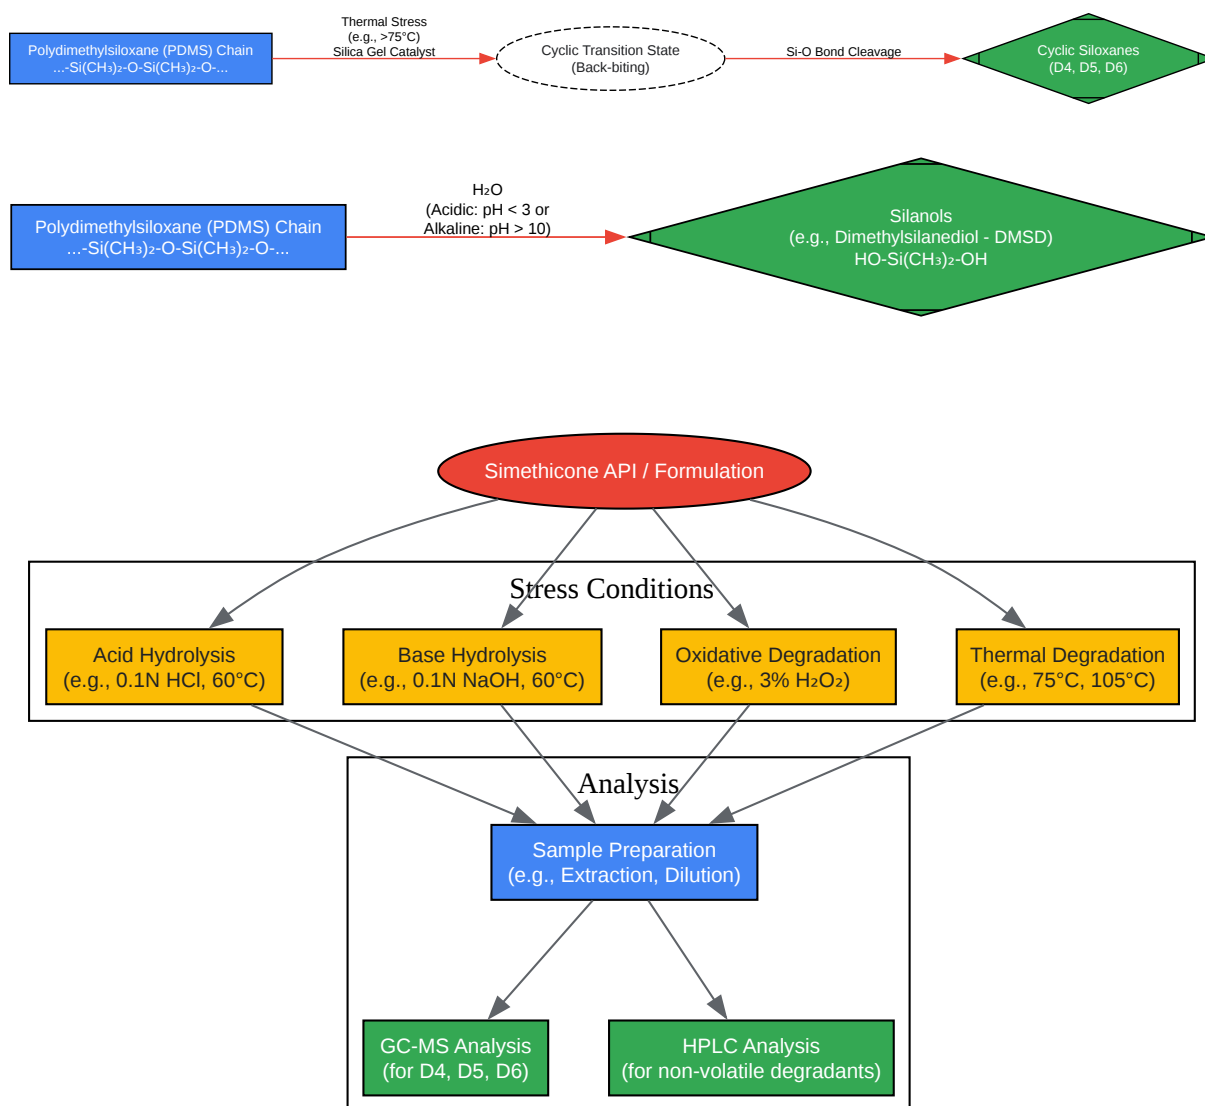 Polydimethylsiloxane (PDMS) Chain
...-Si(CH₃)₂-O-Si(CH₃)₂-O-...
Thermal Stress
(e.g., >75°C)
Silica Gel Catalyst
Cyclic Transition State
(Back-biting)
Si-O Bond Cleavage
Cyclic Siloxanes
(D4, D5, D6)
Polydimethylsiloxane (PDMS) Chain
...-Si(CH₃)₂-O-Si(CH₃)₂-O-...
H₂O
(Acidic: pH < 3 or
Alkaline: pH > 10)
Silanols
(e.g., Dimethylsilanediol - DMSD)
HO-Si(CH₃)₂-OH
Simethicone API / Formulation
Stress Conditions
Acid Hydrolysis
(e.g., 0.1N HCl, 60°C)
Base Hydrolysis
(e.g., 0.1N NaOH, 60°C)
Oxidative Degradation
(e.g., 3% H₂O₂)
Thermal Degradation
(e.g., 75°C, 105°C)
Analysis
Sample Preparation
(e.g., Extraction, Dilution)
GC-MS Analysis
(for D4, D5, D6)
HPLC Analysis
(for non-volatile degradants)